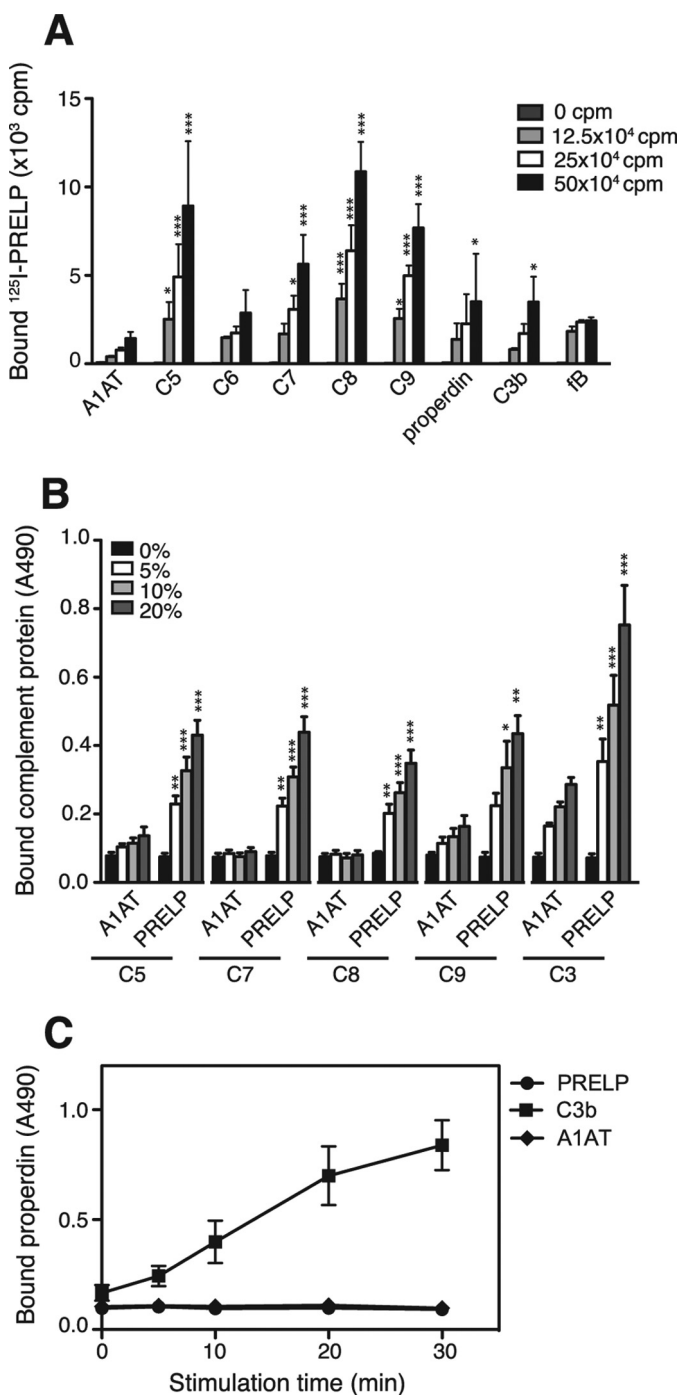 A
Bound ¹²⁵I-PRELP (x10³ cpm)
15
10
5
0
0 cpm
12.5x10⁴ cpm
25x10⁴ cpm
50x10⁴ cpm
* *** ***
* ***
*** *** ***
* *** ***
*
*
A1AT C5 C6 C7 C8 C9 properdin C3b fB
B
Bound complement protein (A490)
1.0
0.8
0.6
0.4
0.2
0.0
0%
5%
10%
20%
** *** ***
** *** ***
** *** ***
* **
** *** ***
A1AT PRELP A1AT PRELP A1AT PRELP A1AT PRELP A1AT PRELP
C5 C7 C8 C9 C3
C
Bound properdin (A490)
1.0
0.5
0.0
PRELP
C3b
A1AT
0 10 20 30
Stimulation time (min)